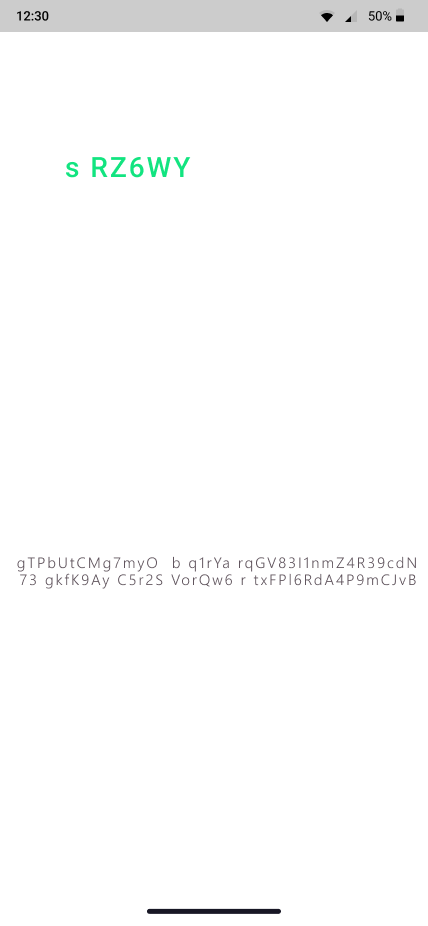 12:30
50%
s RZ6WY
gTPbUtCMg7myO b q1rYa rqGV83I1nmZ4R39cdN
73 gkfK9Ay C5r2S VorQw6 r txFPl6RdA4P9mCJvB